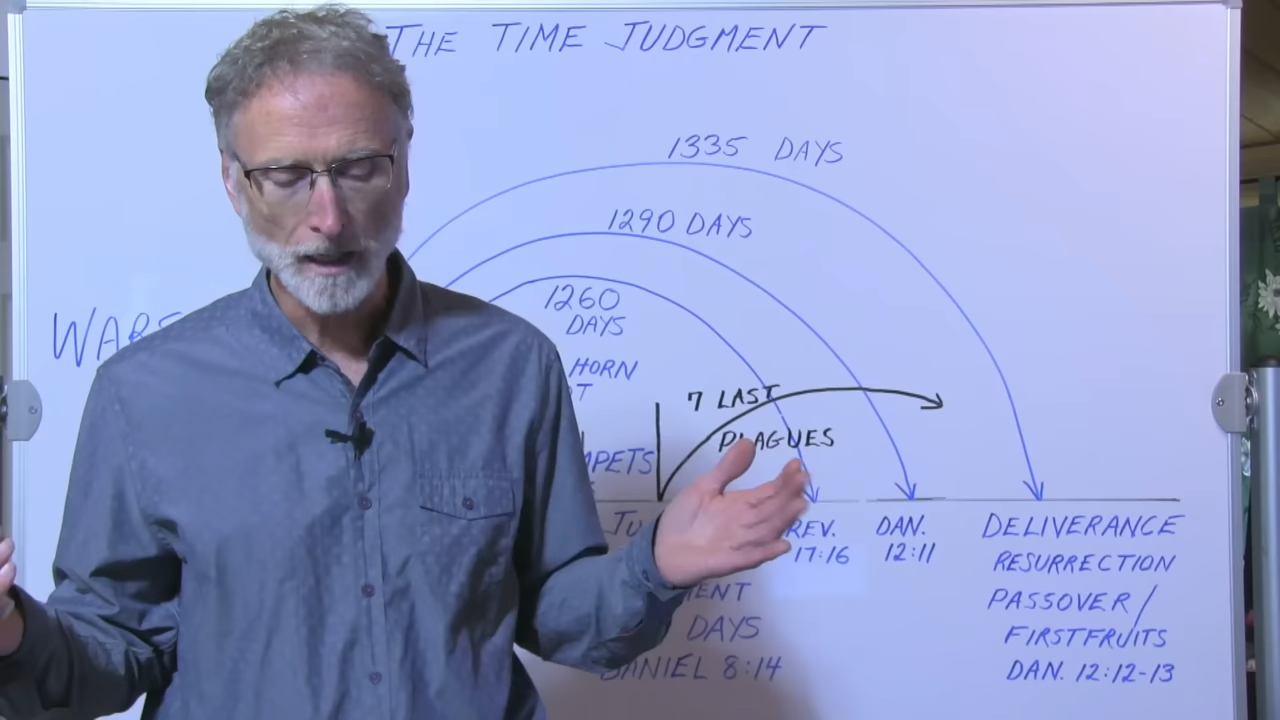 THE TIME JUDGMENT
1335 DAYS
1290 DAYS
1260
DAYS
HORN
7 LAST
PLAGUES
REV.
17:16
DAN.
12:11
DELIVERANCE
RESURRECTION
PASSOVER/
FIRSTFRUITS
DAN. 12:12-13
DAYS
DANIEL 8:14